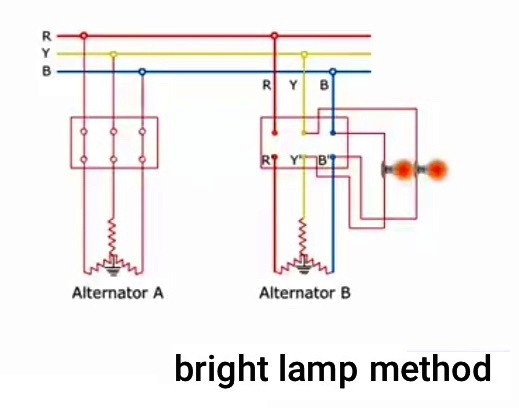 R
Y
B
R Y B
R' Y' B'
Alternator A Alternator B
bright lamp method